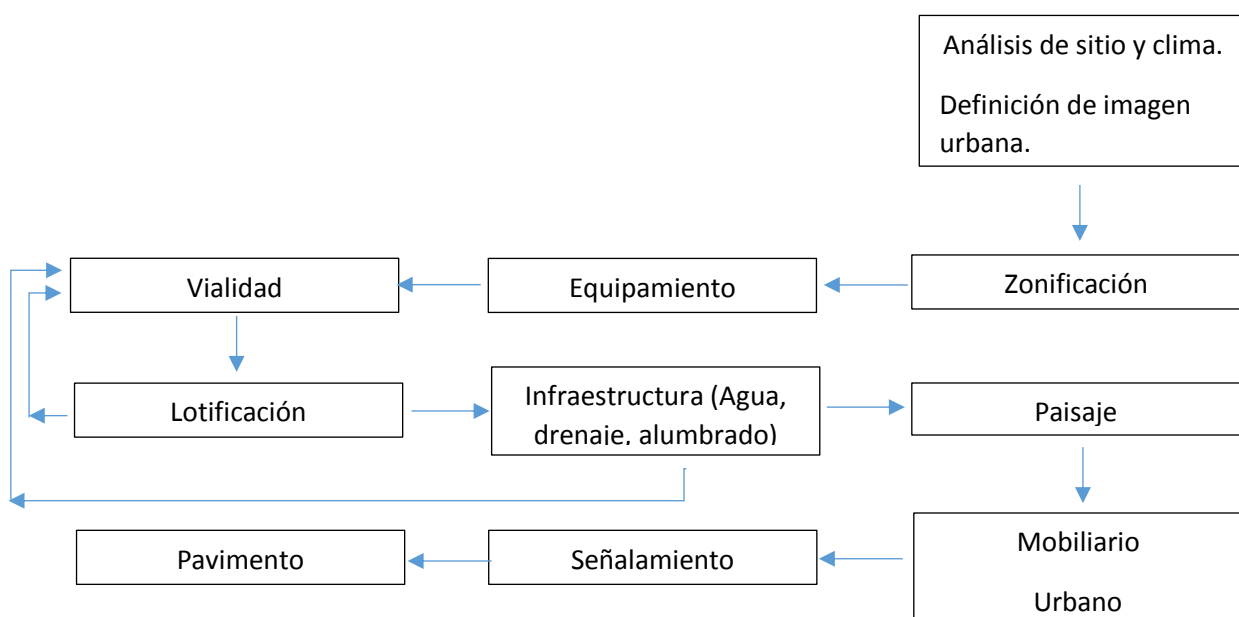 Análisis de sitio y clima.
Definición de imagen
urbana.
Vialidad
Equipamiento
Zonificación
Lotificación
Infraestructura (Agua,
drenaje, alumbrado)
Paisaje
Pavimento
Señalamiento
Mobiliario
Urbano